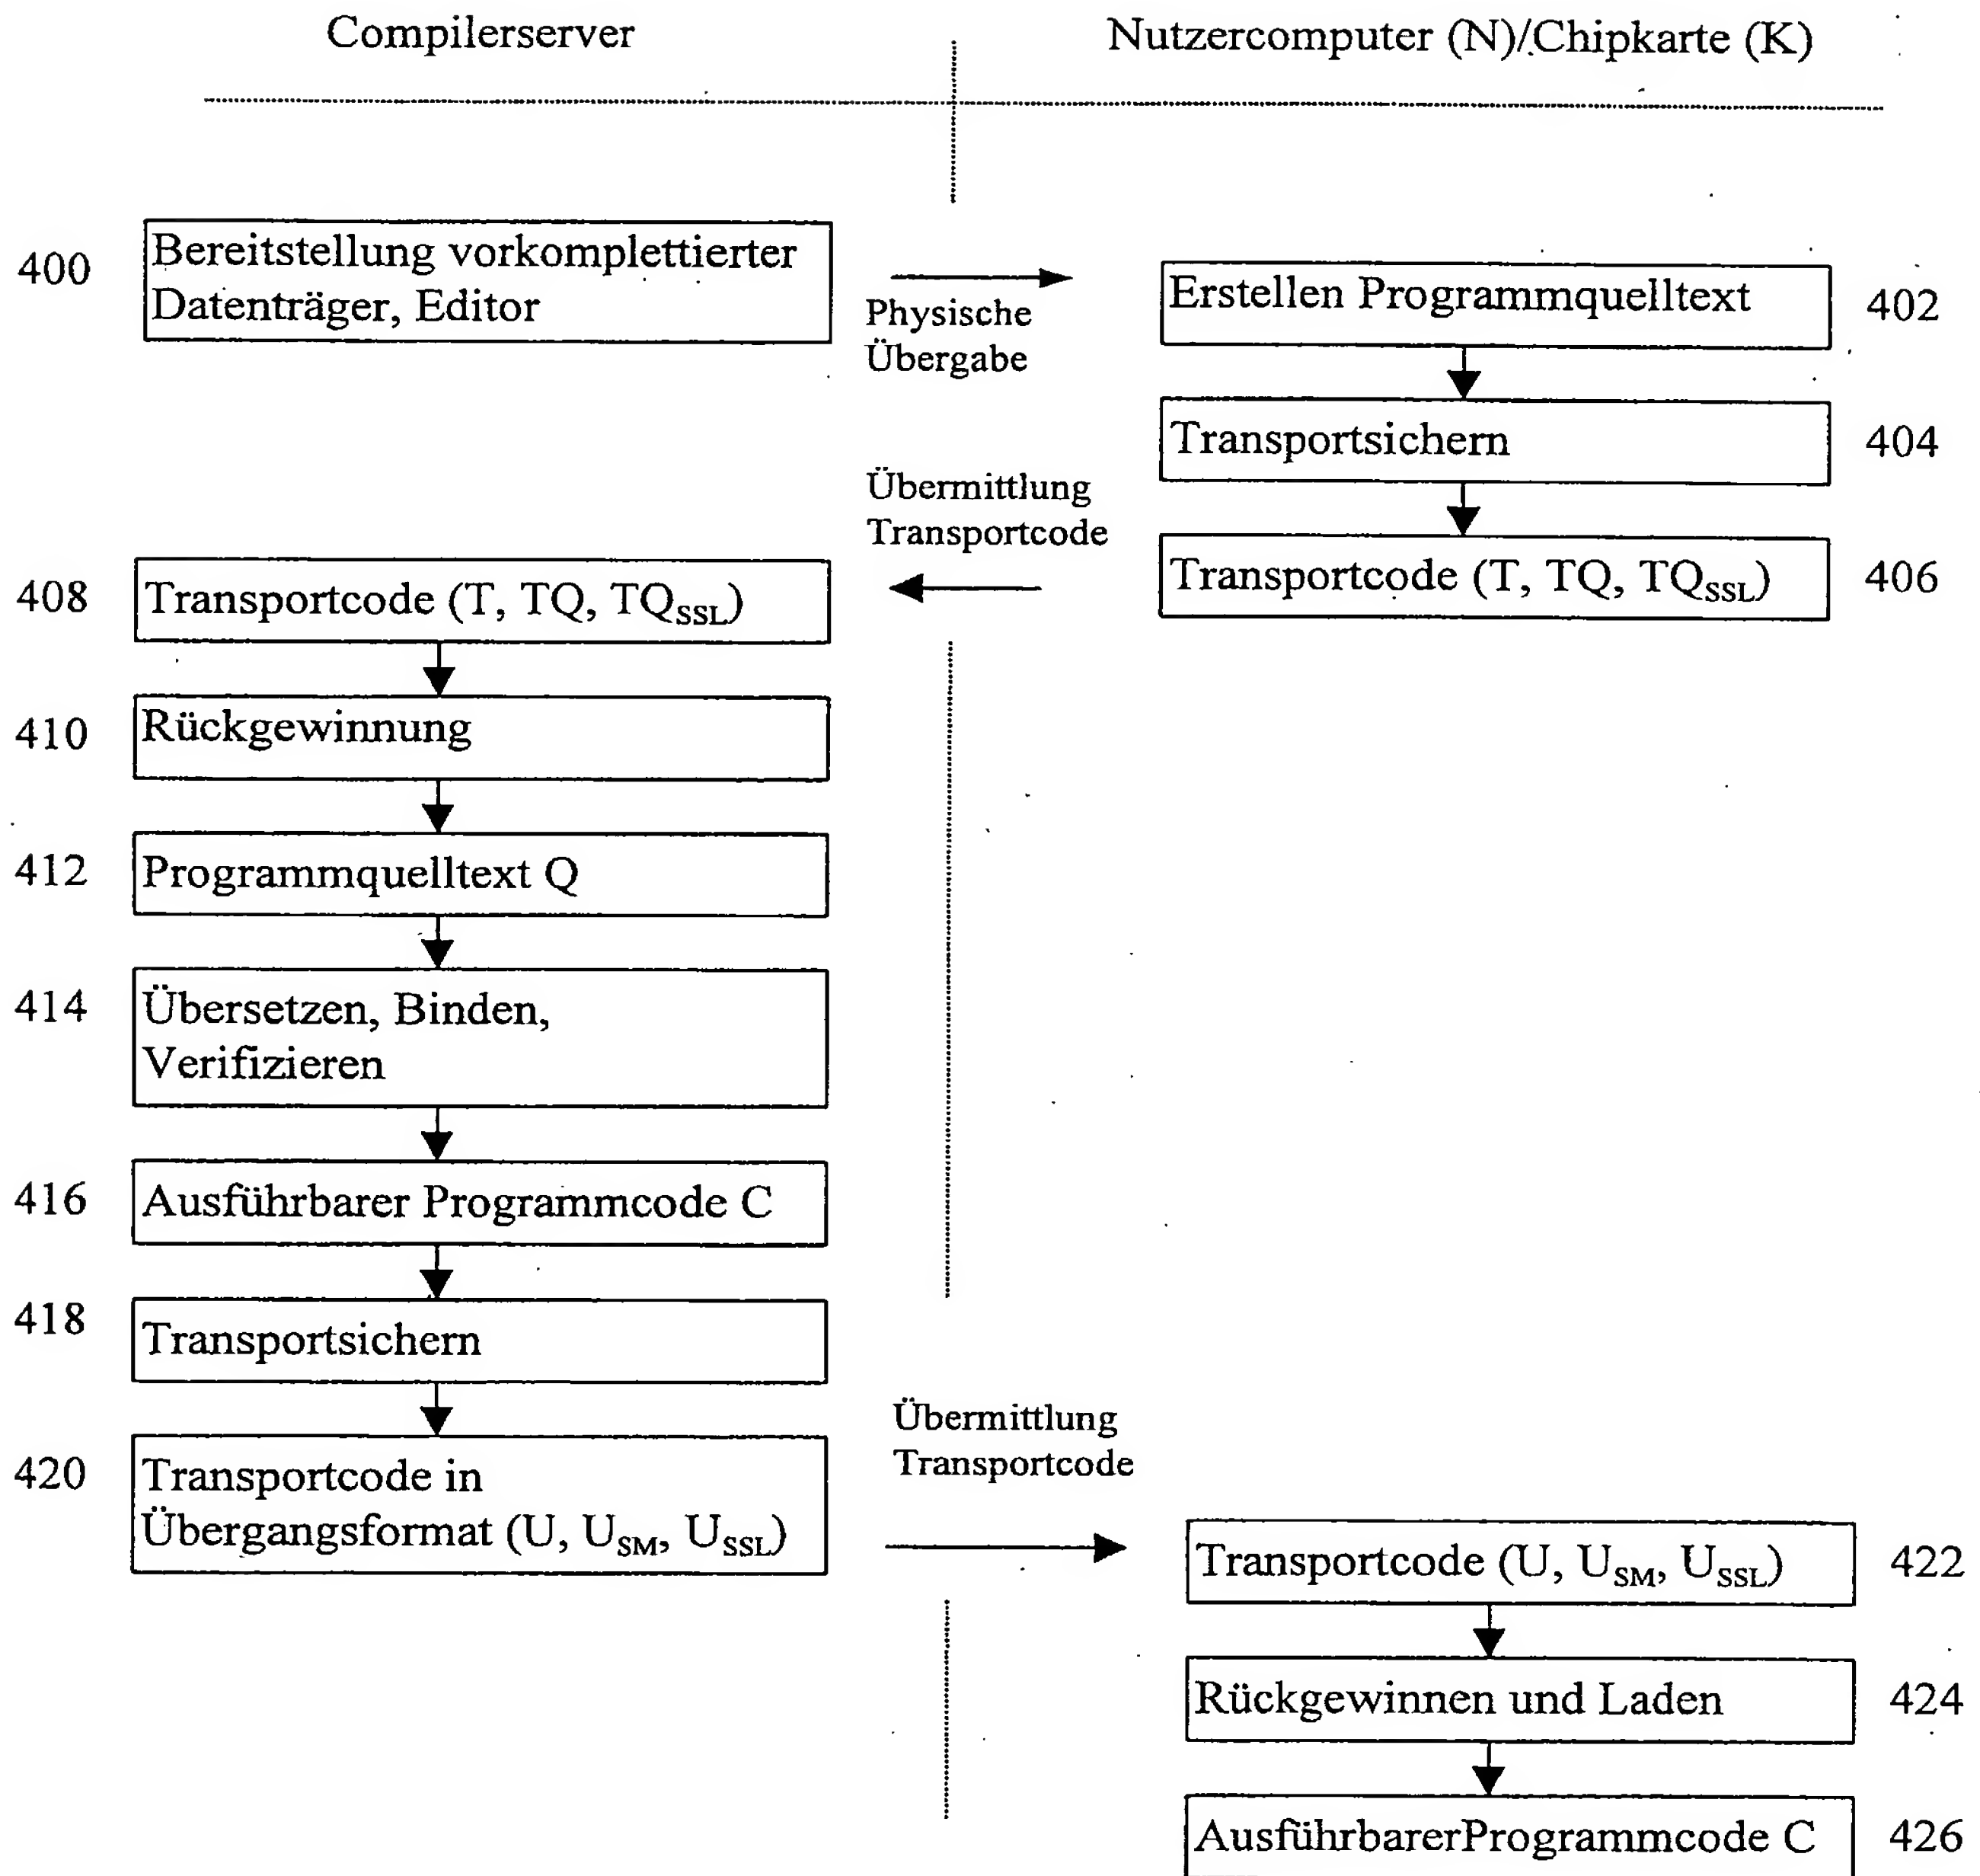 Compilerserver
Nutzercomputer (N)/Chipkarte (K)
400
Bereitstellung vorkomplettierter
Datenträger, Editor
Physische
Übergabe
Erstellen Programmquelltext
402
Transportsichern
404
Übermittlung
Transportcode
Transportcode (T, TQ, TQSSL)
406
408
Transportcode (T, TQ, TQSSL)
410
Rückgewinnung
412
Programmquelltext Q
414
Übersetzen, Binden,
Verifizieren
416
Ausführbarer Programmcode C
418
Transportsichern
420
Transportcode in
Übergangsformat (U, USM, USSL)
Übermittlung
Transportcode
Transportcode (U, USM, USSL)
422
Rückgewinnen und Laden
424
AusführbarerProgrammcode C
426